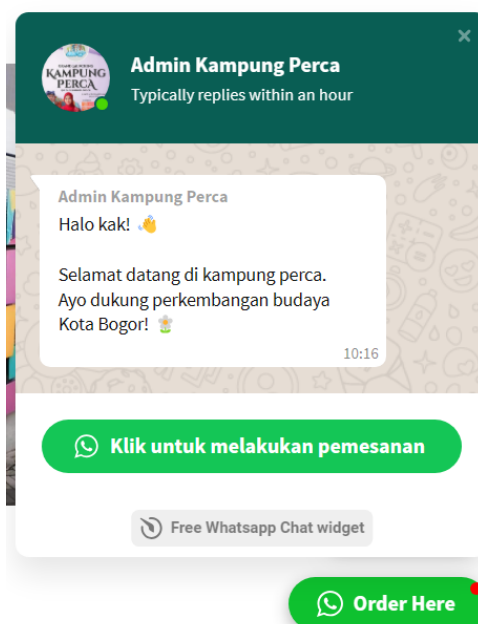 KAMPUNG
PERCA
Admin Kampung Perca
Typically replies within an hour
Admin Kampung Perca
Halo kak! 👋
Selamat datang di kampung perca.
Ayo dukung perkembangan budaya
Kota Bogor! 🌼
10:16
Klik untuk melakukan pemesanan
Free Whatsapp Chat widget
Order Here